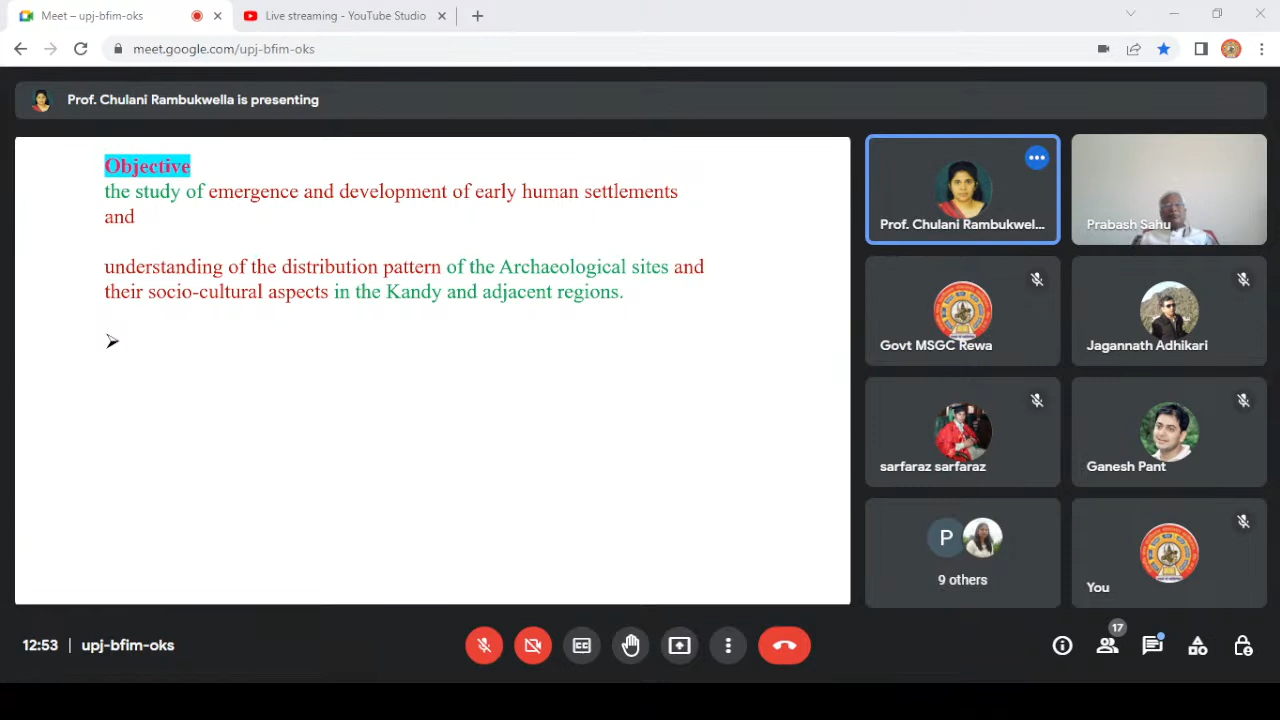 Meet – upj-bfim-oks
Live streaming - YouTube Studio
meet.google.com/upj-bfim-oks
Prof. Chulani Rambukwella is presenting
Objective
the study of emergence and development of early human settlements
and
understanding of the distribution pattern of the Archaeological sites and
their socio-cultural aspects in the Kandy and adjacent regions.
Prof. Chulani Rambukwel...
Prabash Sahu
Govt MSGC Rewa
Jagannath Adhikari
sarfaraz sarfaraz
Ganesh Pant
P
9 others
You
12:53 | upj-bfim-oks
CC
17